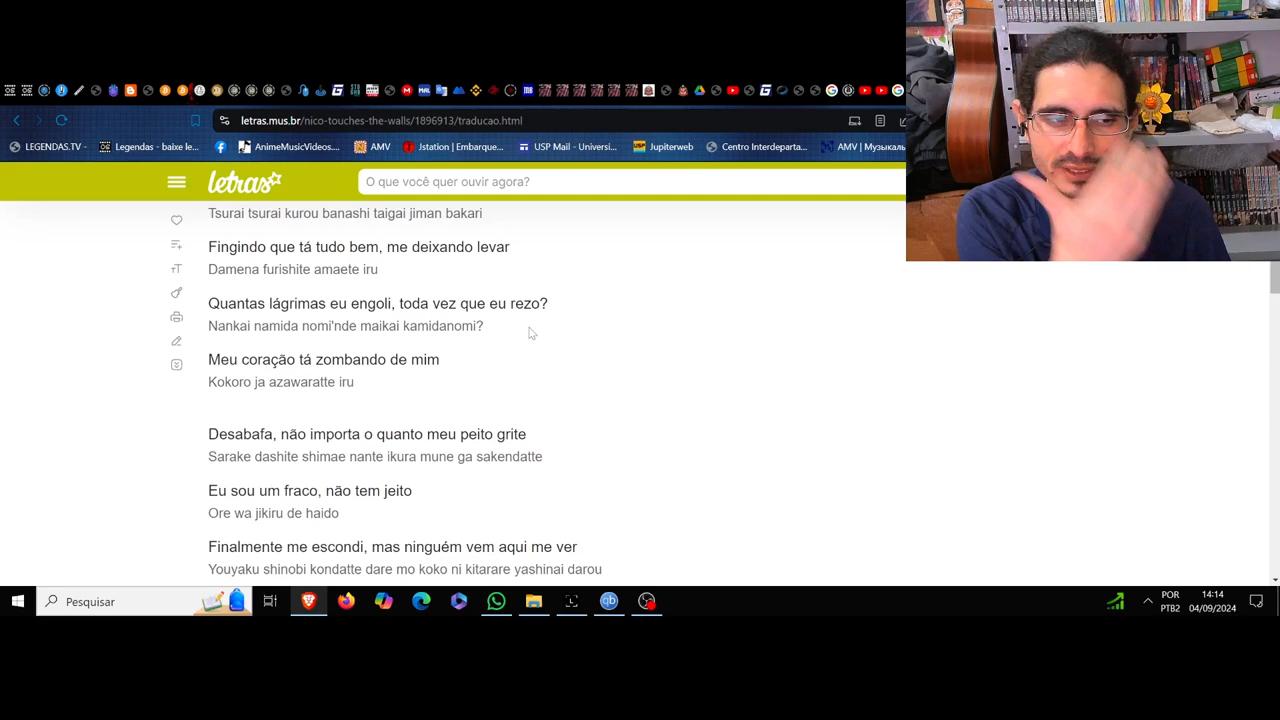 letras.mus.br/nico-touches-the-walls/1896913/traducao.html
LEGENDAS.TV - Legendas - baixe le... AnimeMusicVideos... AMV Jstation | Embarque... USP Mail - Universi... Jupiterweb Centro Interdeparta... AMV | Музыкаль
letras O que você quer ouvir agora?
Tsurai tsurai kurou banashi taigai jiman bakari
Fingindo que tá tudo bem, me deixando levar
Damena furishite amaete iru
Quantas lágrimas eu engoli, toda vez que eu rezo?
Nankai namida nomi'nde maikai kamidanomi?
Meu coração tá zombando de mim
Kokoro ja azawaratte iru
Desabafa, não importa o quanto meu peito grite
Sarake dashite shimae nante ikura mune ga sakendatte
Eu sou um fraco, não tem jeito
Ore wa jikiru de haido
Finalmente me escondi, mas ninguém vem aqui me ver
Youyaku shinobi kondatte dare mo koko ni kitarare yashinai darou
Pesquisar
POR
PTB2
14:14
04/09/2024